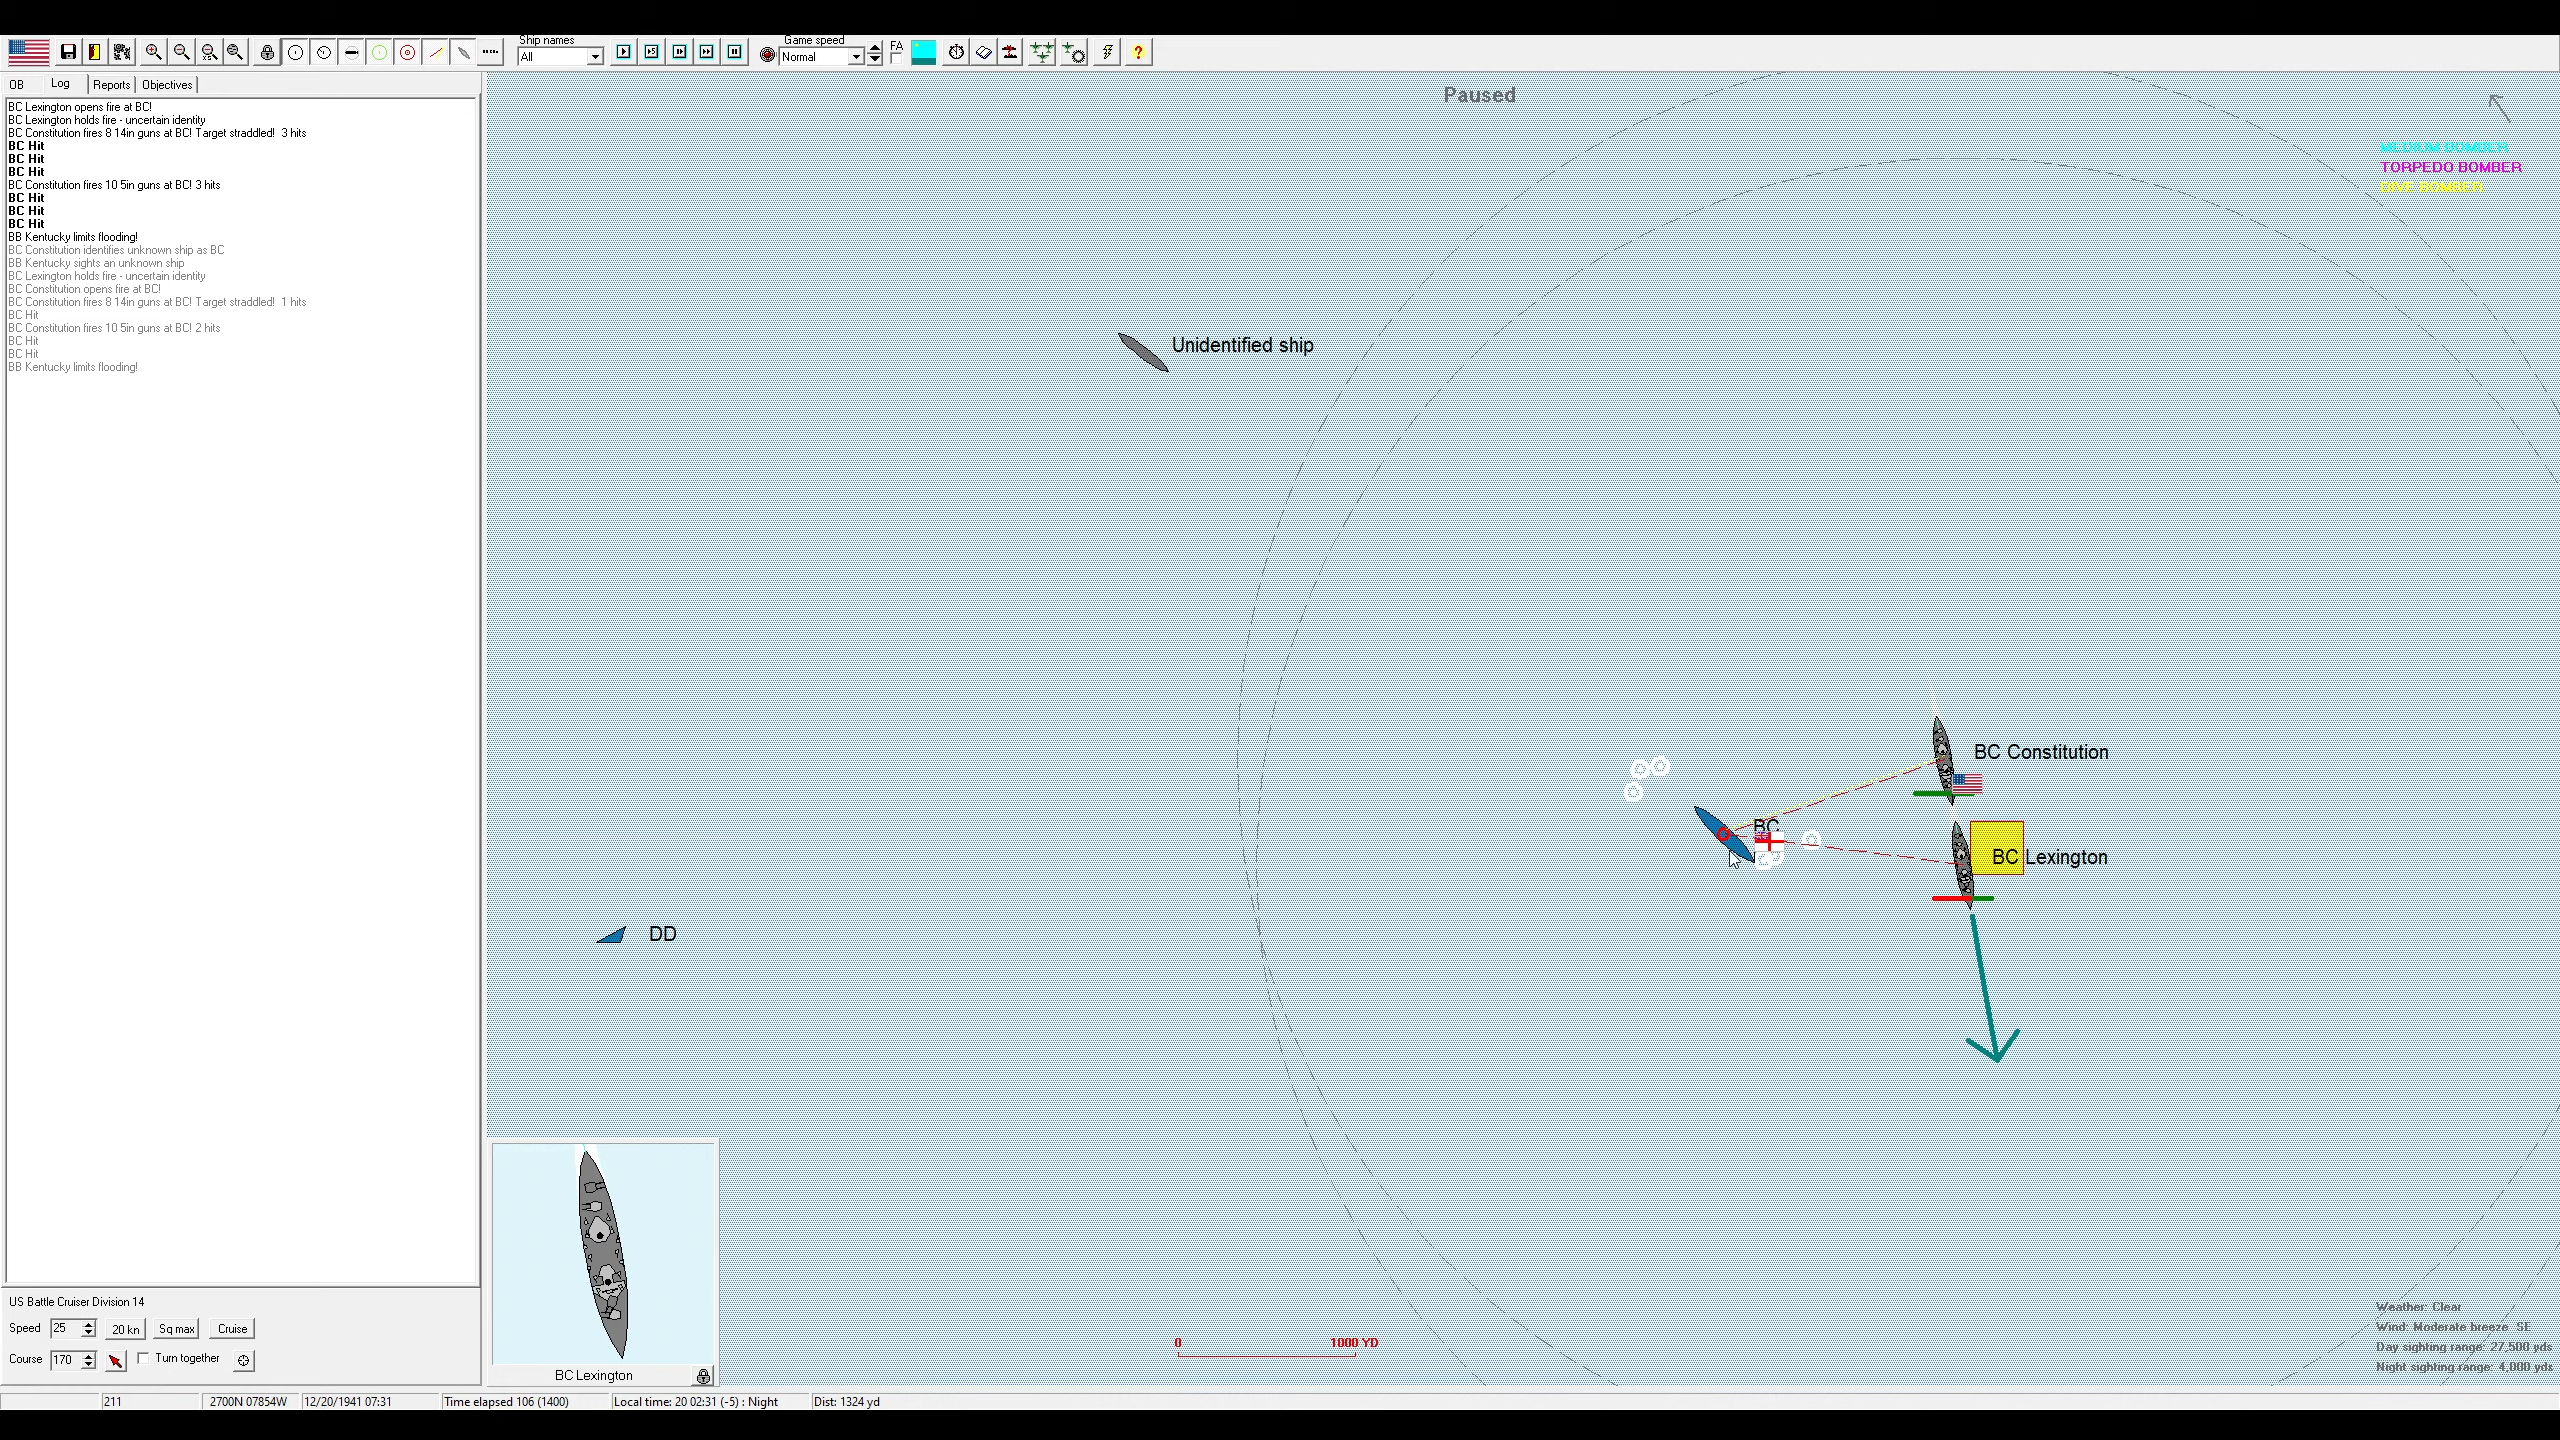 Ship names
All
Game speed
Normal
FA
OB
Log
Reports
Objectives
BC Lexington opens fire at BC!
BC Lexington holds fire - uncertain identity
BC Constitution fires 8 14in guns at BC! Target straddled!  3 hits
BC Hit
BC Hit
BC Hit
BC Constitution fires 10 5in guns at BC! 3 hits
BC Hit
BC Hit
BC Hit
BB Kentucky limits flooding!
BC Constitution identifies unknown ship as BC
BB Kentucky sights an unknown ship
BC Lexington holds fire - uncertain identity
BC Constitution opens fire at BC!
BC Constitution fires 8 14in guns at BC! Target straddled!  1 hits
BC Hit
BC Constitution fires 10 5in guns at BC! 2 hits
BC Hit
BC Hit
BB Kentucky limits flooding!
Paused
MEDIUM BOMBER
TORPEDO BOMBER
DIVE BOMBER
Unidentified ship
BC Constitution
BC
BC Lexington
DD
0 1000 YD
Weather: Clear
Wind: Moderate breeze  SE
Day sighting range: 27,500 yds
Night sighting range: 4,000 yds
US Battle Cruiser Division 14
Speed 25 20 kn Sq max Cruise
Course 170 Turn together
BC Lexington
211 2700N 07854W 12/20/1941 07:31 Time elapsed 106 (1400) Local time: 20 02:31 (-5) : Night Dist: 1324 yd